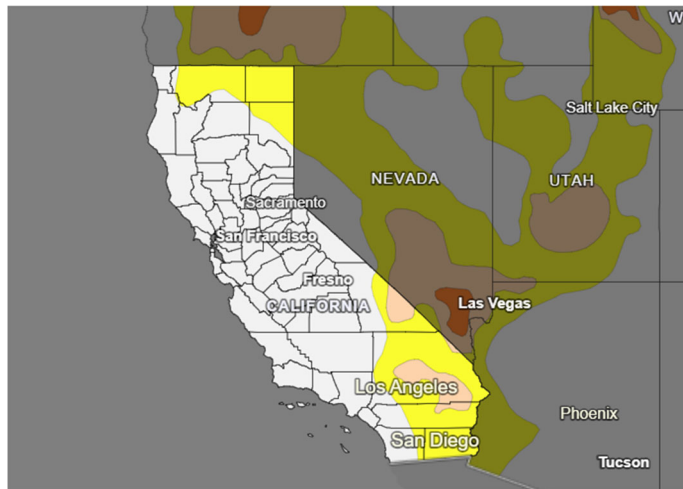 W
Salt Lake City
NEVADA
UTAH
Sacramento
San Francisco
Fresno
CALIFORNIA
Las Vegas
Los Angeles
Phoenix
San Diego
Tucson